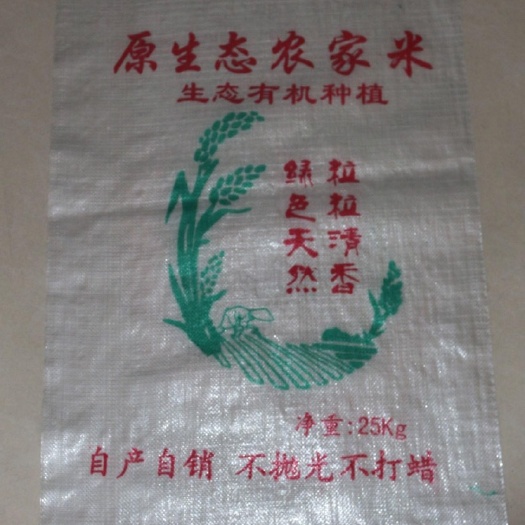 原生态农家米
生态有机种植
粒粒清香
绿色天然
净重:25Kg
自产自销 不抛光不打蜡